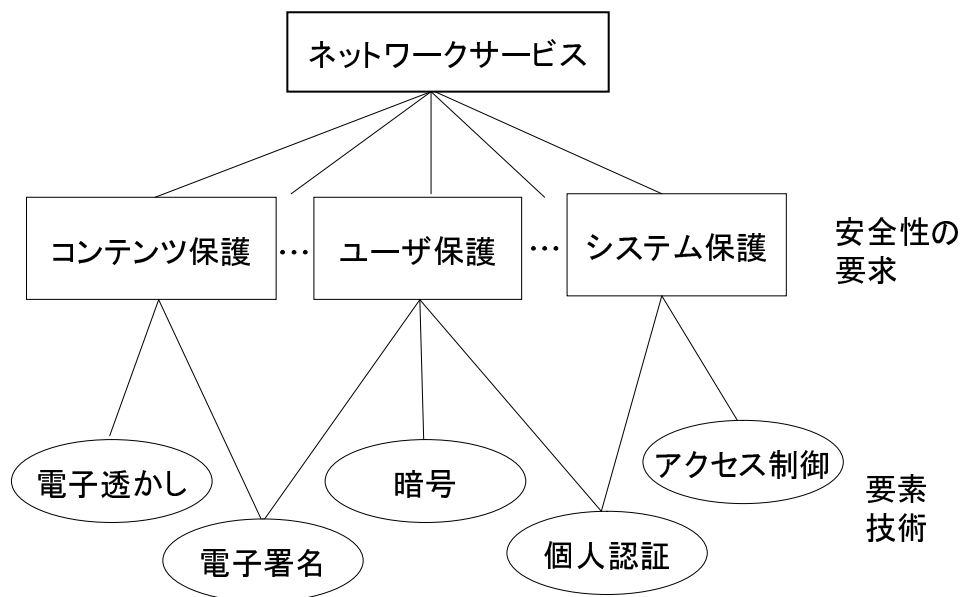 ネットワークサービス
コンテンツ保護
…
ユーザ保護
…
システム保護
安全性の
要求
電子透かし
電子署名
暗号
個人認証
アクセス制御
要素
技術